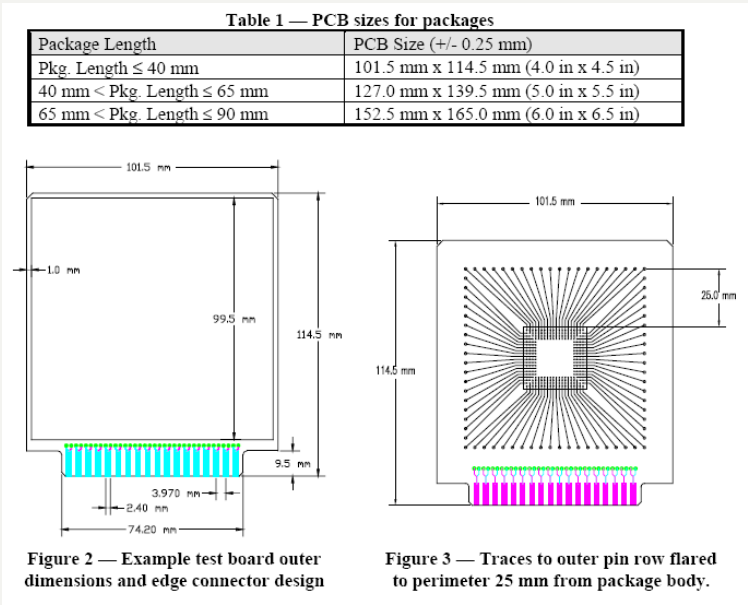 Table 1 — PCB sizes for packages
Package Length PCB Size (+/- 0.25 mm)
Pkg. Length ≤ 40 mm 101.5 mm x 114.5 mm (4.0 in x 4.5 in)
40 mm < Pkg. Length ≤ 65 mm 127.0 mm x 139.5 mm (5.0 in x 5.5 in)
65 mm < Pkg. Length ≤ 90 mm 152.5 mm x 165.0 mm (6.0 in x 6.5 in)
101.5 mm
1.0 mm
99.5 mm
114.5 mm
9.5 mm
3.970 mm
2.40 mm
74.20 mm
Figure 2 — Example test board outer
dimensions and edge connector design
101.5 mm
25.0 mm
114.5 mm
Figure 3 — Traces to outer pin row flared
to perimeter 25 mm from package body.